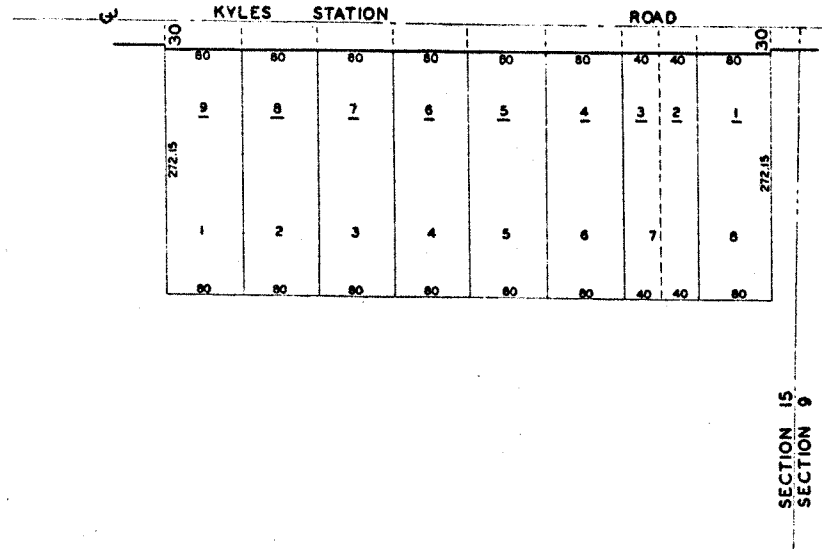 ℄ KYLES STATION ROAD
30 30
80 80 80 80 80 80 40 40 80
9 8 7 6 5 4 3 2 1
272.15 272.15
1 2 3 4 5 6 7 8
80 80 80 80 80 80 40 40 80
SECTION 15
SECTION 9